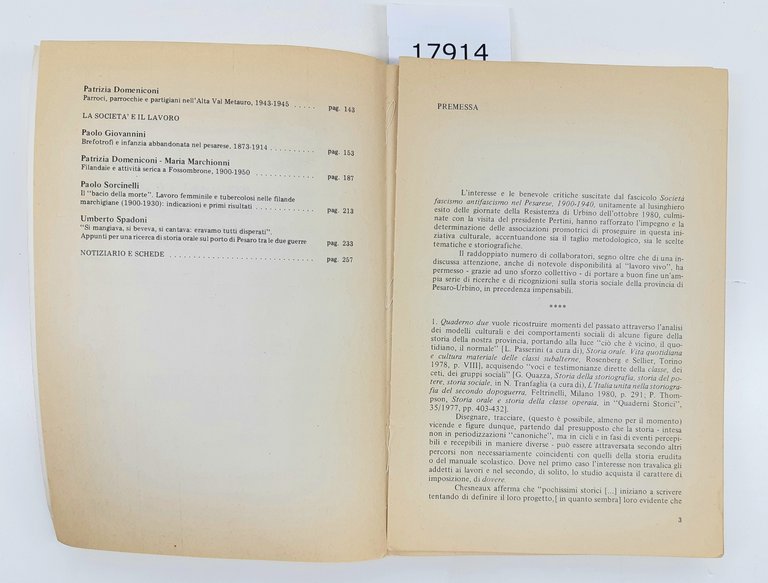 17914
Patrizia Domeniconi
Parroci, parrocchie e partigiani nell'Alta Val Metauro, 1943-1945 ..... pag. 143
LA SOCIETA' E IL LAVORO
Paolo Giovannini
Brefotrofi e infanzia abbandonata nel pesarese, 1873-1914 .......... pag. 153
Patrizia Domeniconi - Maria Marchionni
Filandaie e attività serica a Fossombrone, 1900-1950 ............ pag. 187
Paolo Sorcinelli
Il "bacio della morte". Lavoro femminile e tubercolosi nelle filande
marchigiane (1900-1930): indicazioni e primi risultati ............... pag. 213
Umberto Spadoni
"Si mangiava, si beveva, si cantava: eravamo tutti disperati".
Appunti per una ricerca di storia orale sul porto di Pesaro tra le due guerre pag. 233
NOTIZIARIO E SCHEDE ......................................... pag. 257
PREMESSA
L'interesse e le benevole critiche suscitate dal fascicolo Società
fascismo antifascismo nel Pesarese, 1900-1940, unitamente al lusinghiero
esito delle giornate della Resistenza di Urbino dell'ottobre 1980, culmi-
nate con la visita del presidente Pertini, hanno rafforzato l'impegno e la
determinazione delle associazioni promotrici di proseguire in questa ini-
ziativa culturale, accentuandone sia il taglio metodologico, sia le scelte
tematiche e storiografiche.
Il raddoppiato numero di collaboratori, segno oltre che di una in-
discussa attenzione, anche di notevole disponibilità al "lavoro vivo", ha
permesso - grazie ad uno sforzo collettivo - di portare a buon fine un'am-
pia serie di ricerche e di ricognizioni sulla storia sociale della provincia di
Pesaro-Urbino, in precedenza impensabili.
****
1. Quaderno due vuole ricostruire momenti del passato attraverso l'analisi
dei modelli culturali e dei comportamenti sociali di alcune figure della
storia della nostra provincia, portando alla luce "ciò che è vicino, il quo-
tidiano, il normale" [L. Passerini (a cura di), Storia orale. Vita quotidiana
e cultura materiale delle classi subalterne, Rosenberg e Sellier, Torino
1978, p. VIII], acquisendo "voci e testimonianze dirette della classe, dei
ceti, dei gruppi sociali" [G. Quazza, Storia della storiografia, storia del po-
tere, storia sociale, in N. Tranfaglia (a cura di), L'Italia unita nella storiogra-
fia del secondo dopoguerra, Feltrinelli, Milano 1980, p. 291; P. Thom-
pson, Storia orale e storia della classe operaia, in "Quaderni Storici",
35/1977, pp. 403-432].
Disegnare, tracciare, (questo è possibile, almeno per il momento)
vicende e figure dunque, partendo dal presupposto che la storia - intesa
non in periodizzazioni "canoniche", ma in cicli e in fasi di eventi percepi-
bili e recepibili in maniere diverse - può essere attraversata secondo altri
percorsi non necessariamente coincidenti con quelli della storia erudita
o del manuale scolastico. Dove nel primo caso l'interesse non travalica gli
addetti ai lavori e nel secondo, di solito, lo studio acquista il carattere di
imposizione, di dovere.
Chesneaux afferma che "pochissimi storici [...] iniziano a scrivere
tentando di definire il loro progetto,[ in quanto sembra] loro evidente che
3